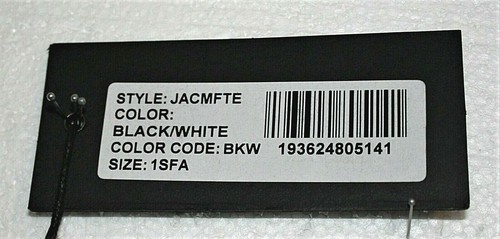 STYLE: JACMFTE
COLOR:
BLACK/WHITE
COLOR CODE: BKW 193624805141
SIZE: 1SFA